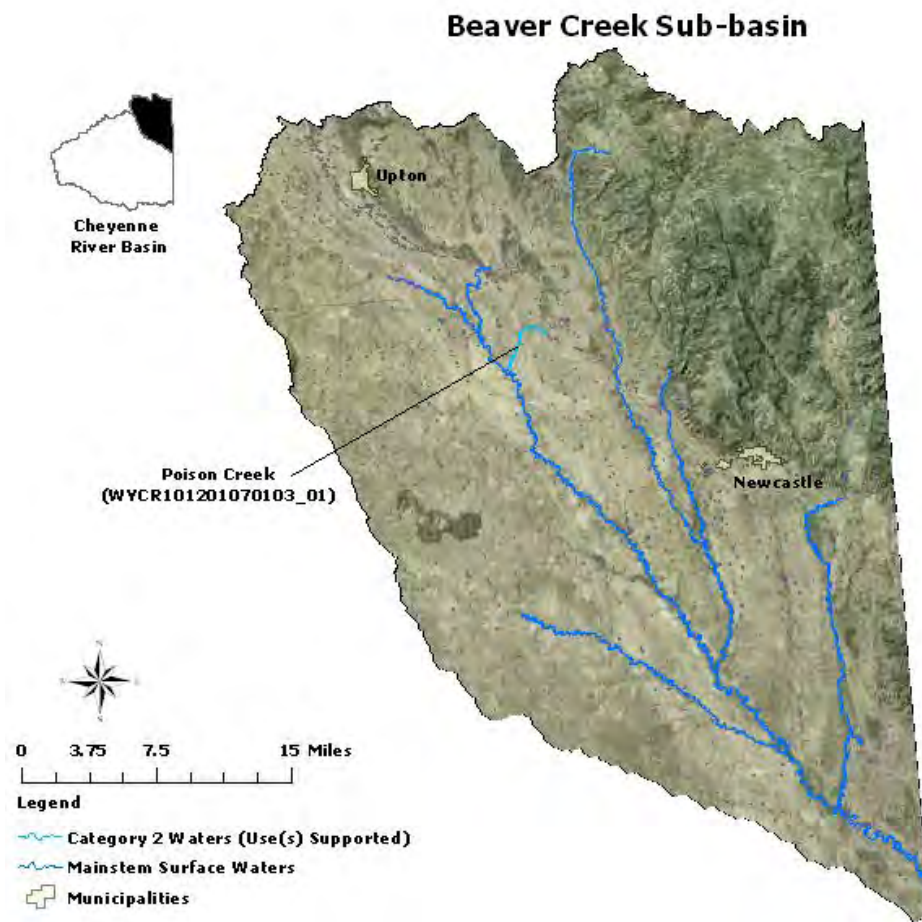 Beaver Creek Sub-basin
Upton
Cheyenne
River Basin
Poison Creek
(WYCR101201070103_01)
Newcastle
0 3.75 7.5 15 Miles
Legend
Category 2 Waters (Use(s) Supported)
Mainstem Surface Waters
Municipalities